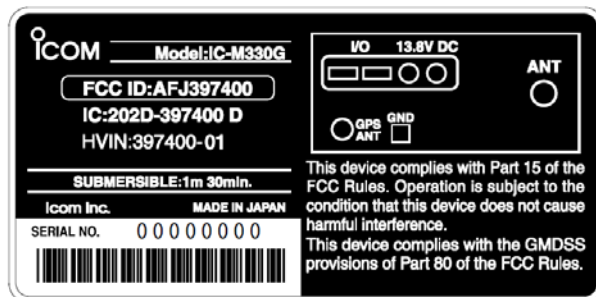 ICOM
Model:IC-M330G
FCC ID:AFJ397400
IC:202D-397400 D
HVIN:397400-01
SUBMERSIBLE:1m 30min.
Icom Inc.
MADE IN JAPAN
SERIAL NO. 00000000
I/O
13.8V DC
ANT
GPS
ANT
GND
This device complies with Part 15 of the
FCC Rules. Operation is subject to the
condition that this device does not cause
harmful interference.
This device complies with the GMDSS
provisions of Part 80 of the FCC Rules.